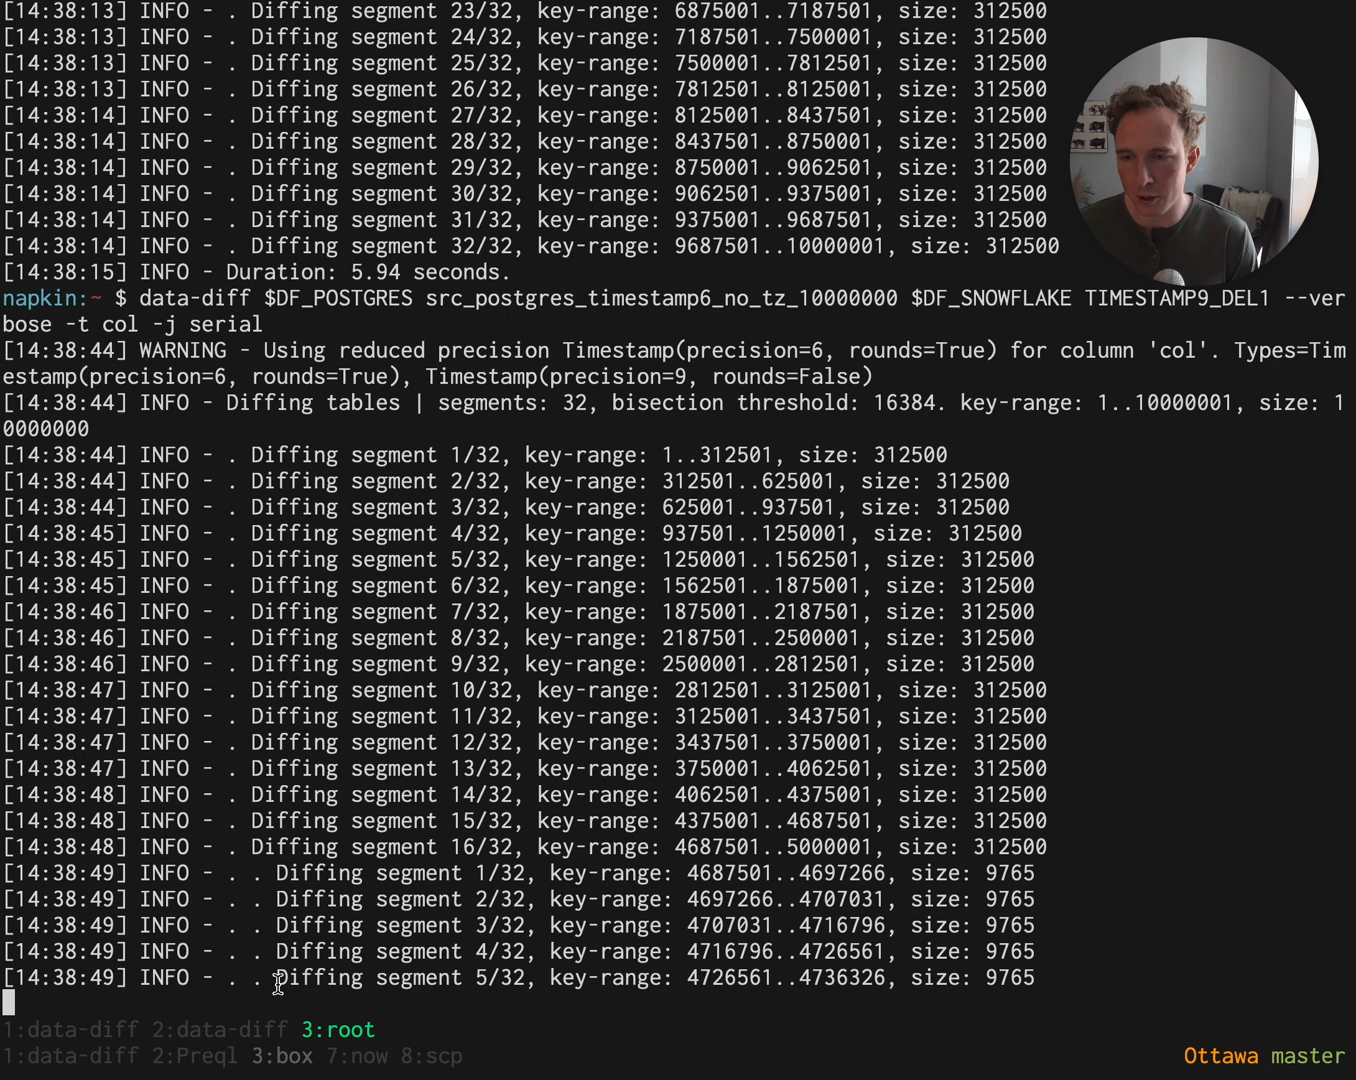 [14:38:13] INFO - . Diffing segment 23/32, key-range: 6875001..7187501, size: 312500
[14:38:13] INFO - . Diffing segment 24/32, key-range: 7187501..7500001, size: 312500
[14:38:13] INFO - . Diffing segment 25/32, key-range: 7500001..7812501, size: 312500
[14:38:13] INFO - . Diffing segment 26/32, key-range: 7812501..8125001, size: 312500
[14:38:14] INFO - . Diffing segment 27/32, key-range: 8125001..8437501, size: 312500
[14:38:14] INFO - . Diffing segment 28/32, key-range: 8437501..8750001, size: 312500
[14:38:14] INFO - . Diffing segment 29/32, key-range: 8750001..9062501, size: 312500
[14:38:14] INFO - . Diffing segment 30/32, key-range: 9062501..9375001, size: 312500
[14:38:14] INFO - . Diffing segment 31/32, key-range: 9375001..9687501, size: 312500
[14:38:14] INFO - . Diffing segment 32/32, key-range: 9687501..10000001, size: 312500
[14:38:15] INFO - Duration: 5.94 seconds.
napkin:~ $ data-diff $DF_POSTGRES src_postgres_timestamp6_no_tz_10000000 $DF_SNOWFLAKE TIMESTAMP9_DEL1 --ver
bose -t col -j serial
[14:38:44] WARNING - Using reduced precision Timestamp(precision=6, rounds=True) for column 'col'. Types=Tim
estamp(precision=6, rounds=True), Timestamp(precision=9, rounds=False)
[14:38:44] INFO - Diffing tables | segments: 32, bisection threshold: 16384. key-range: 1..10000001, size: 1
0000000
[14:38:44] INFO - . Diffing segment 1/32, key-range: 1..312501, size: 312500
[14:38:44] INFO - . Diffing segment 2/32, key-range: 312501..625001, size: 312500
[14:38:44] INFO - . Diffing segment 3/32, key-range: 625001..937501, size: 312500
[14:38:45] INFO - . Diffing segment 4/32, key-range: 937501..1250001, size: 312500
[14:38:45] INFO - . Diffing segment 5/32, key-range: 1250001..1562501, size: 312500
[14:38:45] INFO - . Diffing segment 6/32, key-range: 1562501..1875001, size: 312500
[14:38:46] INFO - . Diffing segment 7/32, key-range: 1875001..2187501, size: 312500
[14:38:46] INFO - . Diffing segment 8/32, key-range: 2187501..2500001, size: 312500
[14:38:46] INFO - . Diffing segment 9/32, key-range: 2500001..2812501, size: 312500
[14:38:47] INFO - . Diffing segment 10/32, key-range: 2812501..3125001, size: 312500
[14:38:47] INFO - . Diffing segment 11/32, key-range: 3125001..3437501, size: 312500
[14:38:47] INFO - . Diffing segment 12/32, key-range: 3437501..3750001, size: 312500
[14:38:47] INFO - . Diffing segment 13/32, key-range: 3750001..4062501, size: 312500
[14:38:48] INFO - . Diffing segment 14/32, key-range: 4062501..4375001, size: 312500
[14:38:48] INFO - . Diffing segment 15/32, key-range: 4375001..4687501, size: 312500
[14:38:48] INFO - . Diffing segment 16/32, key-range: 4687501..5000001, size: 312500
[14:38:49] INFO - . . Diffing segment 1/32, key-range: 4687501..4697266, size: 9765
[14:38:49] INFO - . . Diffing segment 2/32, key-range: 4697266..4707031, size: 9765
[14:38:49] INFO - . . Diffing segment 3/32, key-range: 4707031..4716796, size: 9765
[14:38:49] INFO - . . Diffing segment 4/32, key-range: 4716796..4726561, size: 9765
[14:38:49] INFO - . . Diffing segment 5/32, key-range: 4726561..4736326, size: 9765
1:data-diff 2:data-diff 3:root
1:data-diff 2:Preql 3:box 7:now 8:scp Ottawa master